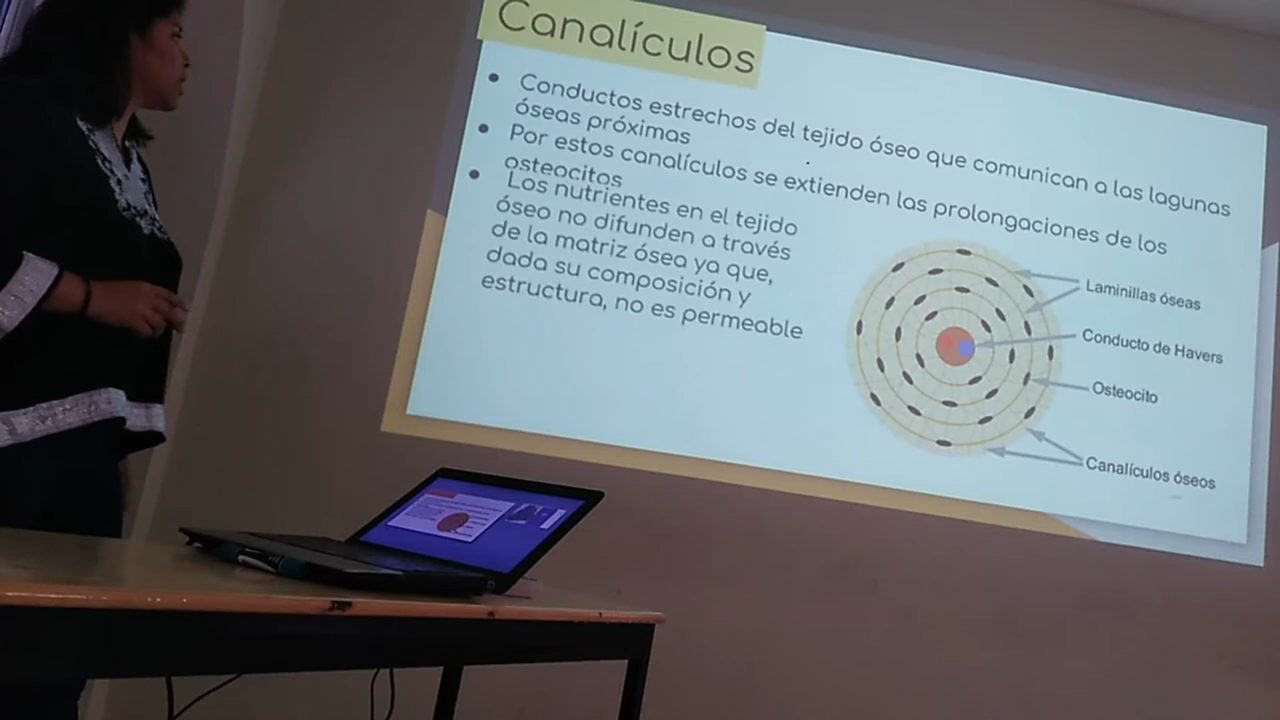 Canalículos
Conductos estrechos del tejido óseo que comunican a las lagunas
óseas próximas
Por estos canalículos se extienden las prolongaciones de los
osteocitos
Los nutrientes en el tejido
óseo no difunden a través
de la matriz ósea ya que,
dada su composición y
estructura, no es permeable
Laminillas óseas
Conducto de Havers
Osteocito
Canalículos óseos